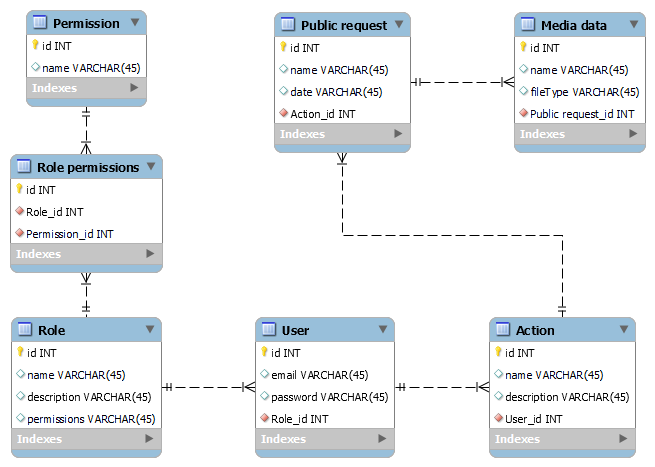 Permission
id INT
name VARCHAR(45)
Indexes
Public request
id INT
name VARCHAR(45)
date VARCHAR(45)
Action_id INT
Indexes
Media data
id INT
name VARCHAR(45)
fileType VARCHAR(45)
Public request_id INT
Indexes
Role permissions
id INT
Role_id INT
Permission_id INT
Indexes
Role
id INT
name VARCHAR(45)
description VARCHAR(45)
permissions VARCHAR(45)
Indexes
User
id INT
email VARCHAR(45)
password VARCHAR(45)
Role_id INT
Indexes
Action
id INT
name VARCHAR(45)
description VARCHAR(45)
User_id INT
Indexes